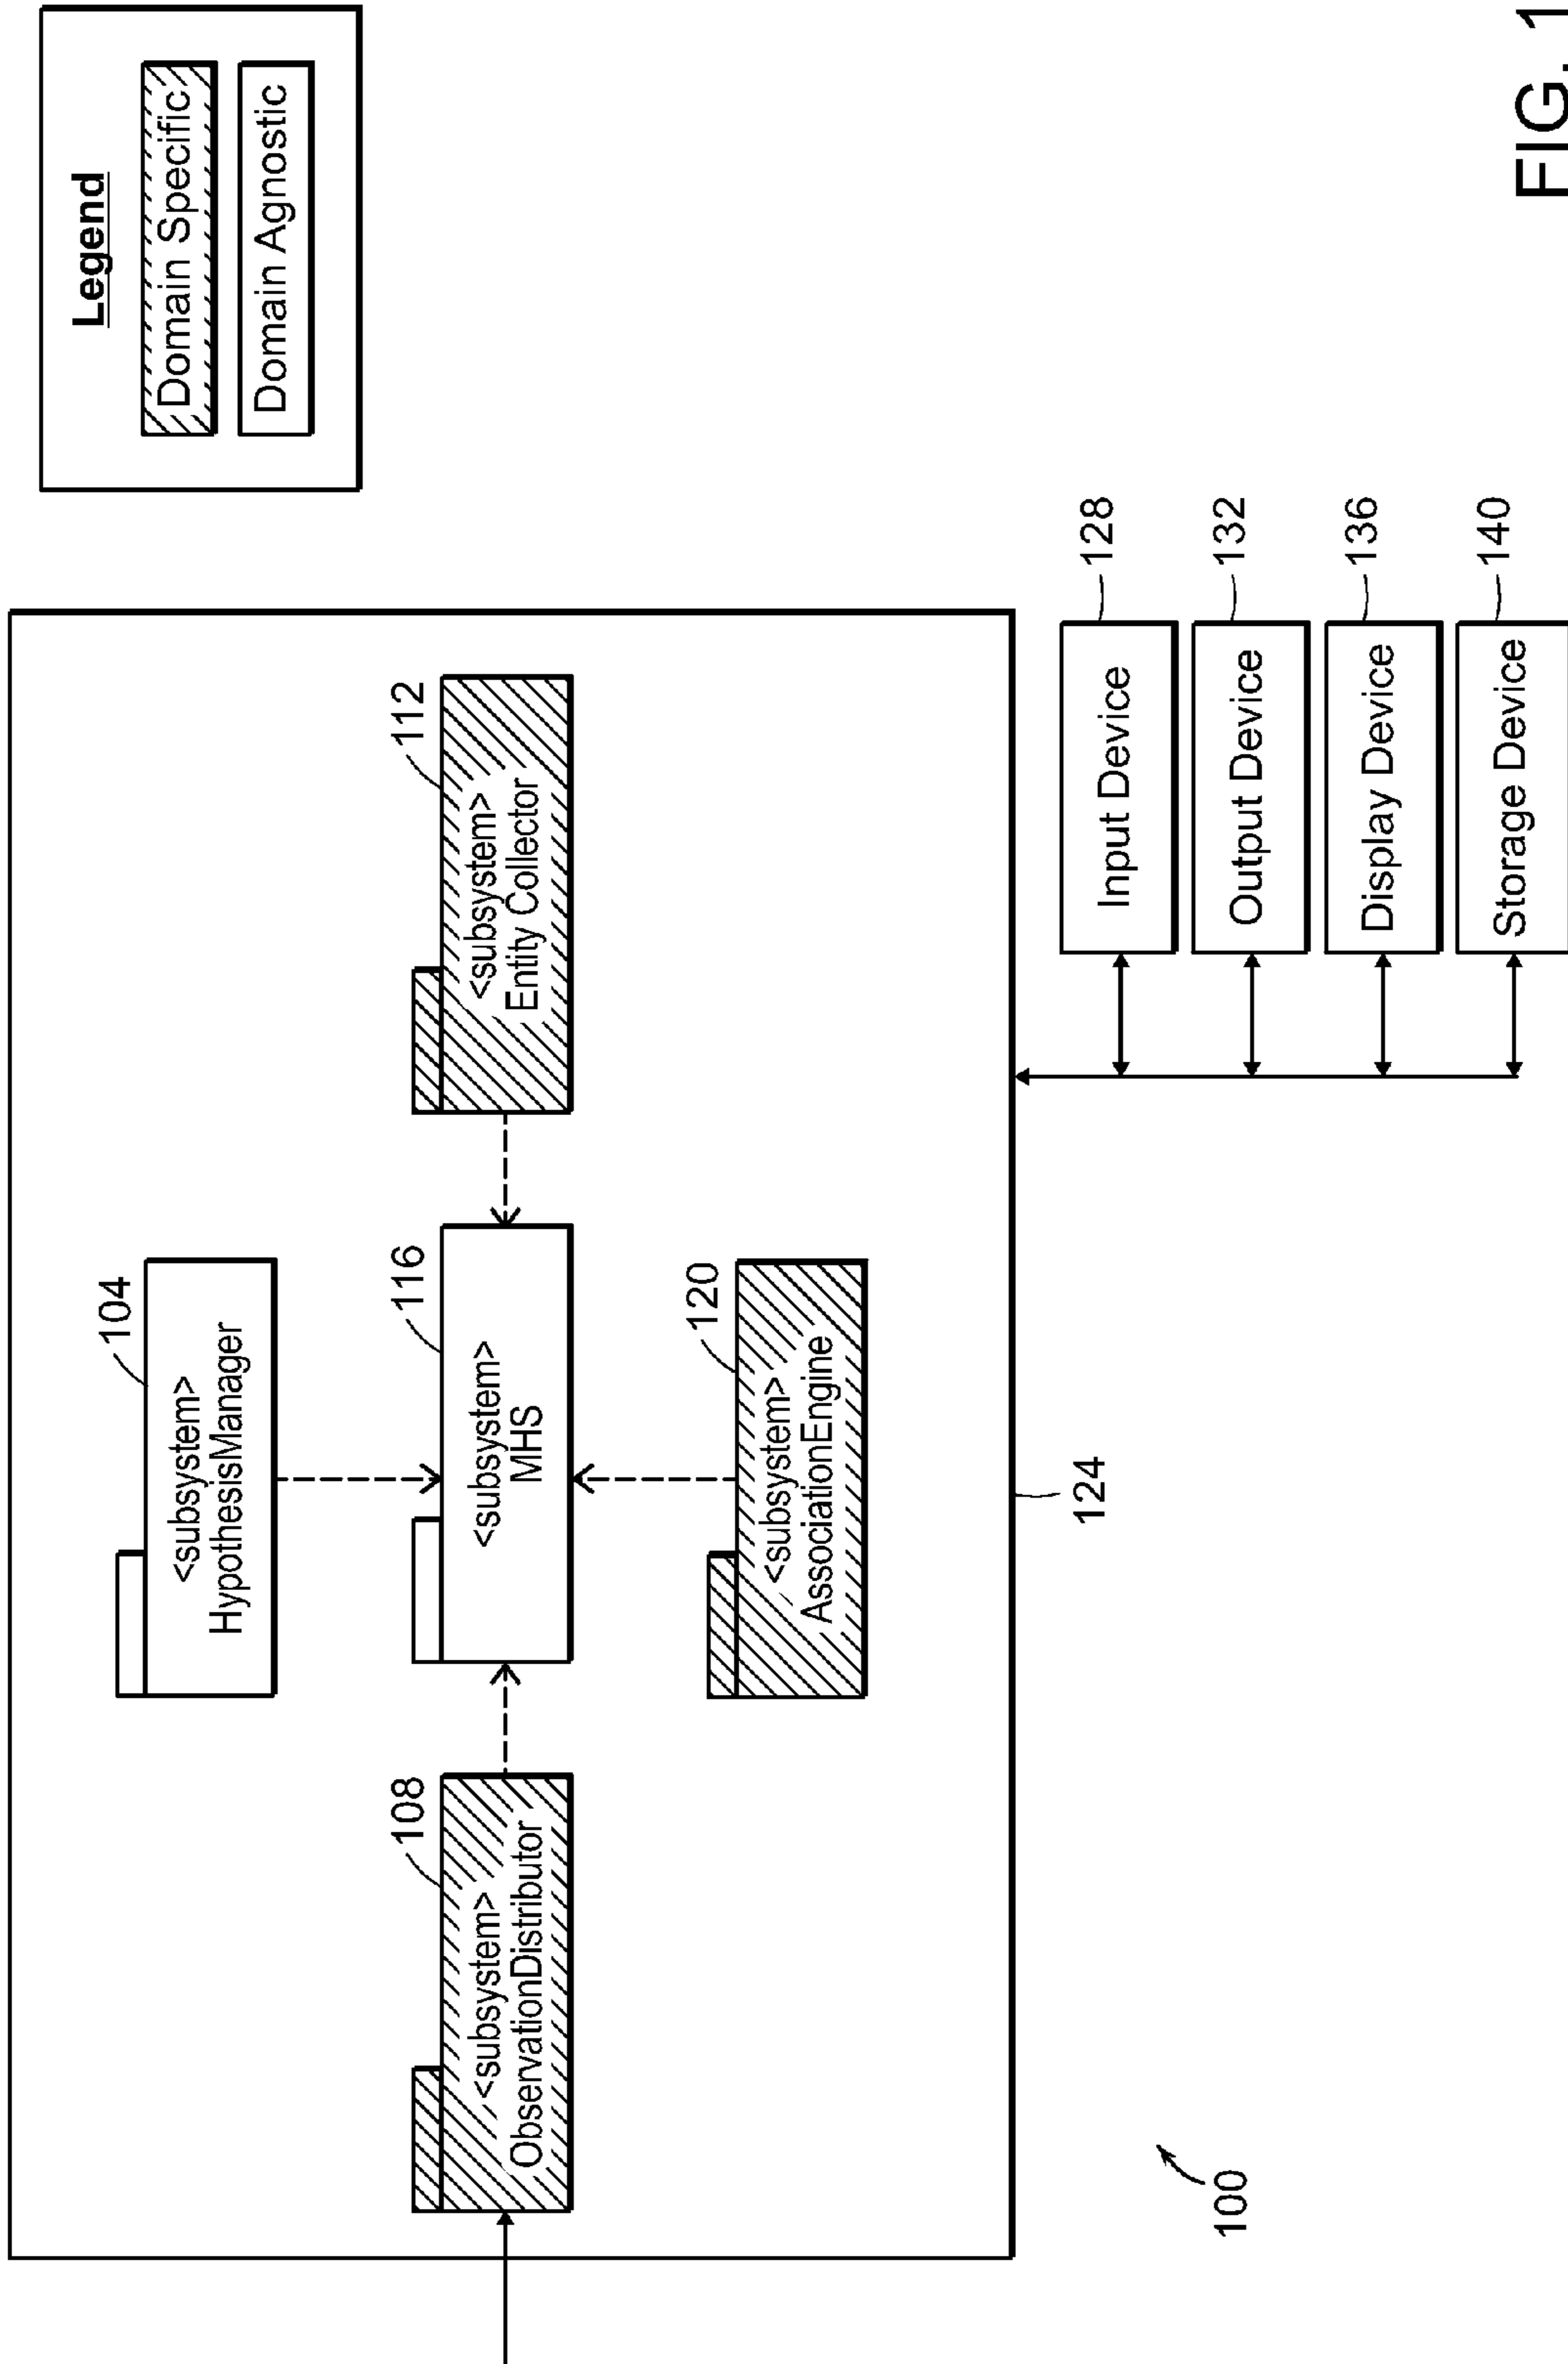 Legend
Domain Specific
Domain Agnostic
104
<subsystem>
HypothesisManager
108
<subsystem>
ObservationDistributor
116
<subsystem>
MHS
112
<subsystem>
Entity Collector
120
<subsystem>
AssociationEngine
124
100
Input Device
128
Output Device
132
Display Device
136
Storage Device
140
FIG. 1